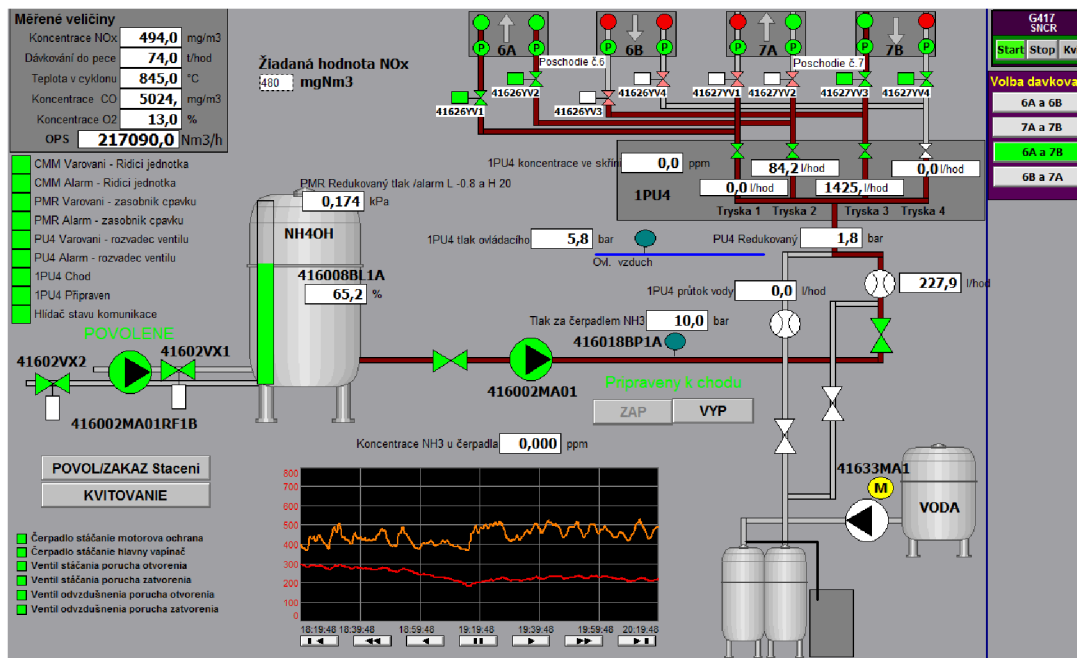 Měřené veličiny
Koncentrace NOx 494,0 mg/m3
Dávkování do pece 74,0 t/hod
Teplota v cyklonu 845,0 °C
Koncentrace CO 5024, mg/m3
Koncentrace O2 13,0 %
OPS 217090,0 Nm3/h
Žiadaná hodnota NOx
480 mgNm3
6A
6B
7A
7B
P P P P P P P P
Poschodie č.6
Poschodie č.7
41626YV1
41626YV2
41626YV3
41626YV4
41627YV1
41627YV2
41627YV3
41627YV4
G417
SNCR
Start Stop Kv
Volba davkova
6A a 6B
7A a 7B
6A a 7B
6B a 7A
CMM Varovani - Ridici jednotka
CMM Alarm - Ridici jednotka
PMR Varovani - zasobnik cpavku
PMR Alarm - zasobnik cpavku
PU4 Varovani - rozvadec ventilu
PU4 Alarm - rozvadec ventilu
1PU4 Chod
1PU4 Připraven
Hlídač stavu komunikace
PMR Redukovaný tlak /alarm L -0.8 a H 20
0,174 kPa
NH4OH
416008BL1A
65,2 %
1PU4 koncentrace ve skříni 0,0 ppm
1PU4
0,0 l/hod
84,2 l/hod
1425, l/hod
0,0 l/hod
Tryska 1 Tryska 2 Tryska 3 Tryska 4
1PU4 tlak ovládacího 5,8 bar
Ovl. vzduch
PU4 Redukovaný 1,8 bar
1PU4 průtok vody 0,0 l/hod
227,9 l/hod
Tlak za čerpadlem NH3 10,0 bar
416018BP1A
POVOLENE
41602VX2
41602VX1
416002MA01RF1B
416002MA01
Pripraveny k chodu
ZAP VYP
Koncentrace NH3 u čerpadla 0,000 ppm
POVOL/ZAKAZ Staceni
KVITOVANIE
Čerpadlo stáčanie motorova ochrana
Čerpadlo stáčanie hlavny vapinač
Ventil stáčania porucha otvorenia
Ventil stáčania porucha zatvorenia
Ventil odvzdušnenia porucha otvorenia
Ventil odvzdušnenia porucha zatvorenia
800
700
600
500
400
300
200
100
0
18:19:48 18:39:48 18:59:48 19:19:48 19:39:48 19:59:48 20:19:48
41633MA1
M
VODA